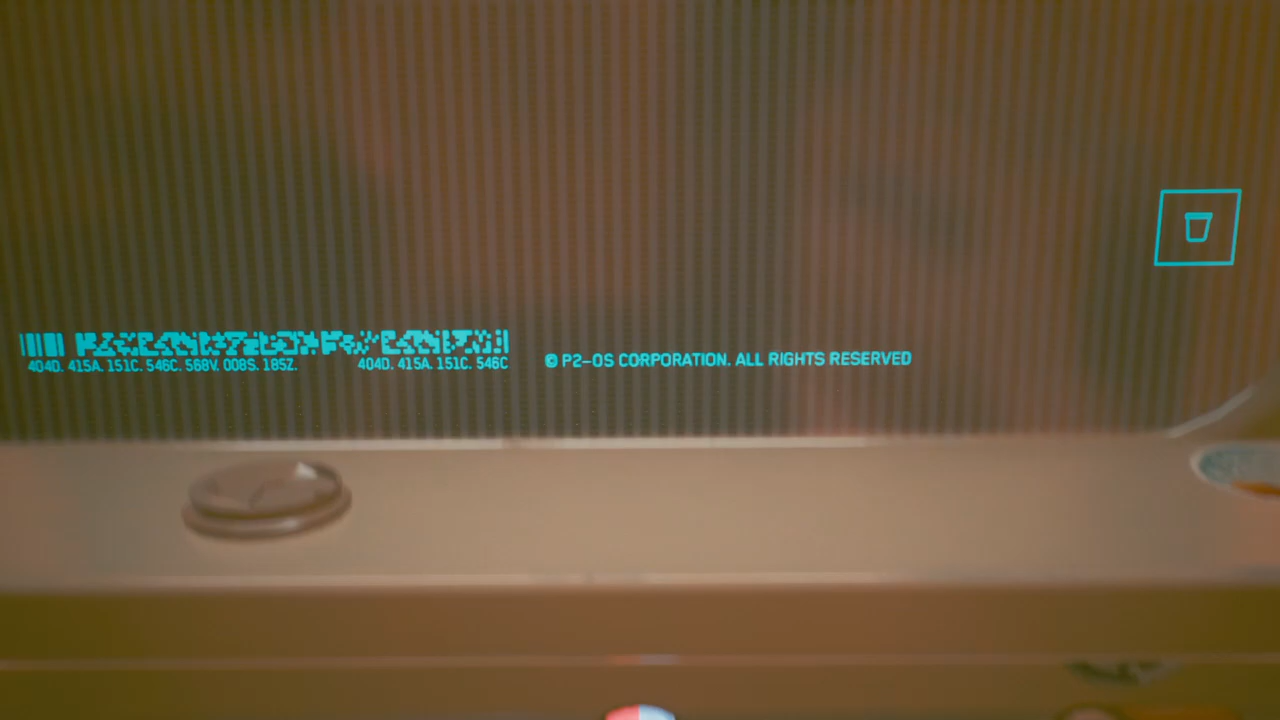 404D. 415A. 151C. 546C. 568V. 008S. 185Z. 404D. 415A. 151C. 546C
© P2-OS CORPORATION. ALL RIGHTS RESERVED